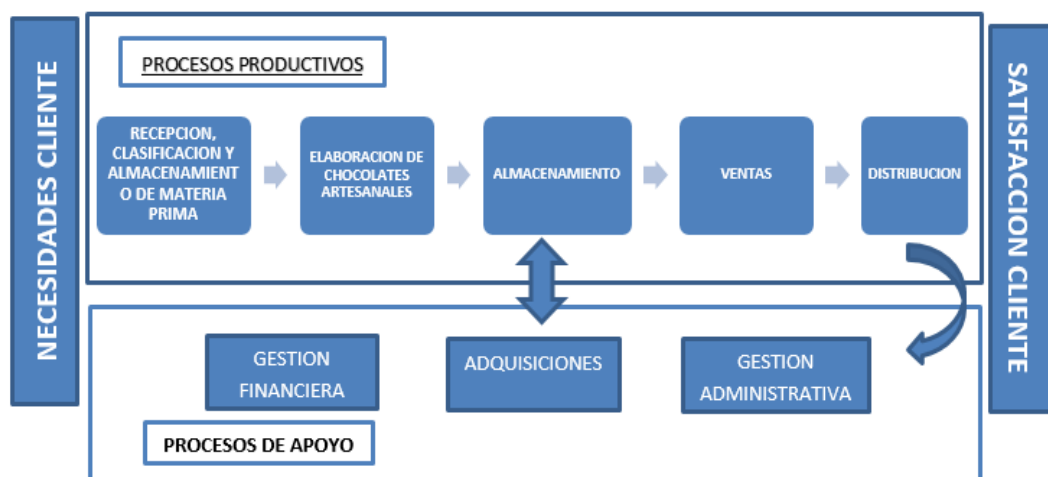 NECESIDADES CLIENTE
PROCESOS PRODUCTIVOS
RECEPCION,
CLASIFICACION Y
ALMACENAMIENT
O DE MATERIA
PRIMA
ELABORACION DE
CHOCOLATES
ARTESANALES
ALMACENAMIENTO
VENTAS
DISTRIBUCION
SATISFACCION CLIENTE
GESTION
FINANCIERA
ADQUISICIONES
GESTION
ADMINISTRATIVA
PROCESOS DE APOYO